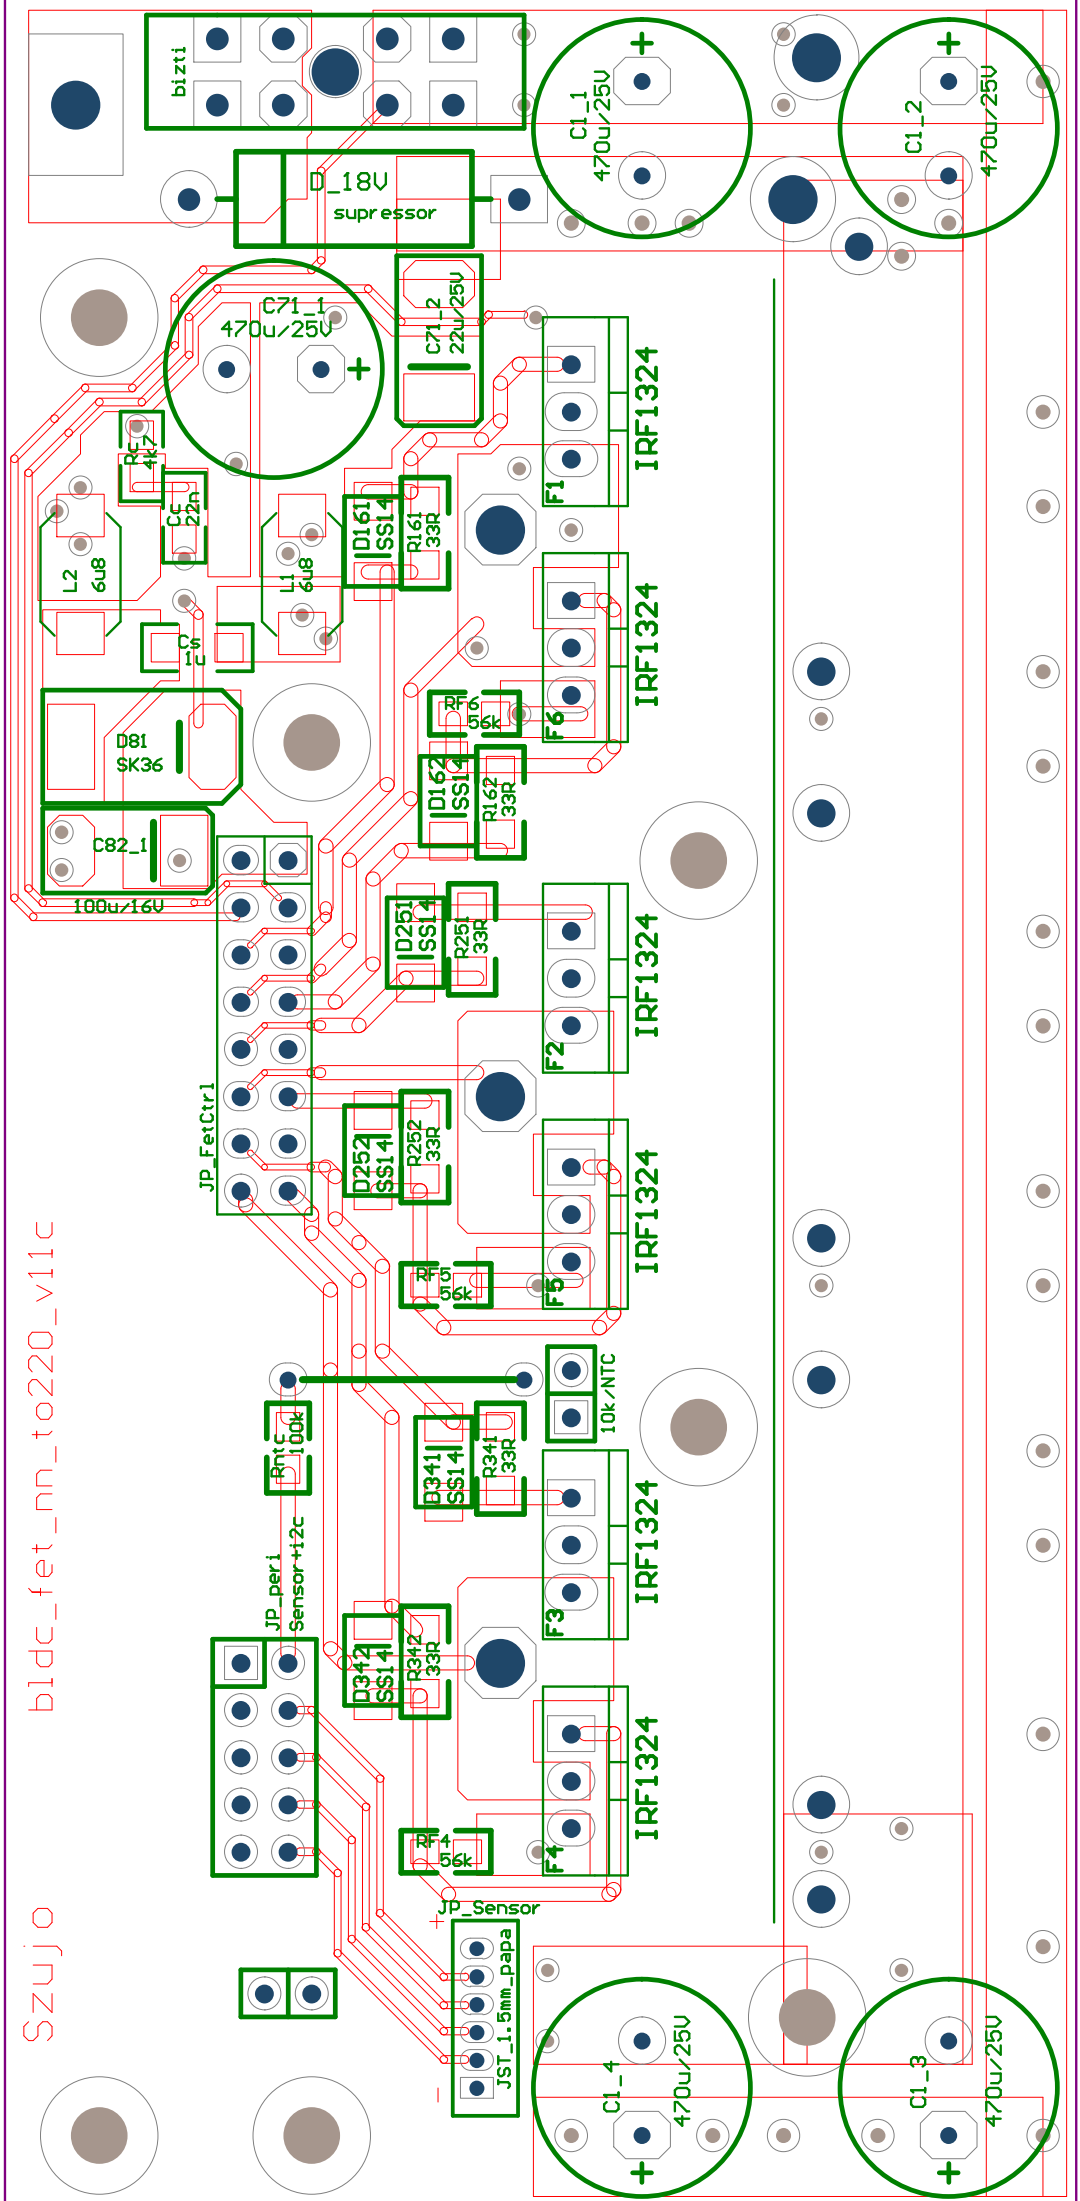 bizti
C1_1
470u/25V
C1_2
470u/25V
D_18V
supressor
C71_1
470u/25V
C71_2
22u/25V
IRF1324
F1
Rc
4k7
Cc
22n
L2
6u8
L1
6u8
D161
SS14
R161
33R
Cs
1u
IRF1324
F6
RF6
56k
D81
SK36
D162
SS14
R162
33R
C82_1
100u/16V
D251
SS14
R251
33R
IRF1324
F2
JP_FetCtrl
D252
SS14
R252
33R
IRF1324
F5
RF5
56k
bldc_fet_nn_to220_v11c
10k/NTC
Rntc
100k
D341
SS14
R341
33R
IRF1324
F3
JP_peri
Sensor+i2c
D342
SS14
R342
33R
IRF1324
F4
RF4
56k
JP_Sensor
+
JST_1.5mm_papa
-
Szujo
C1_4
470u/25V
C1_3
470u/25V